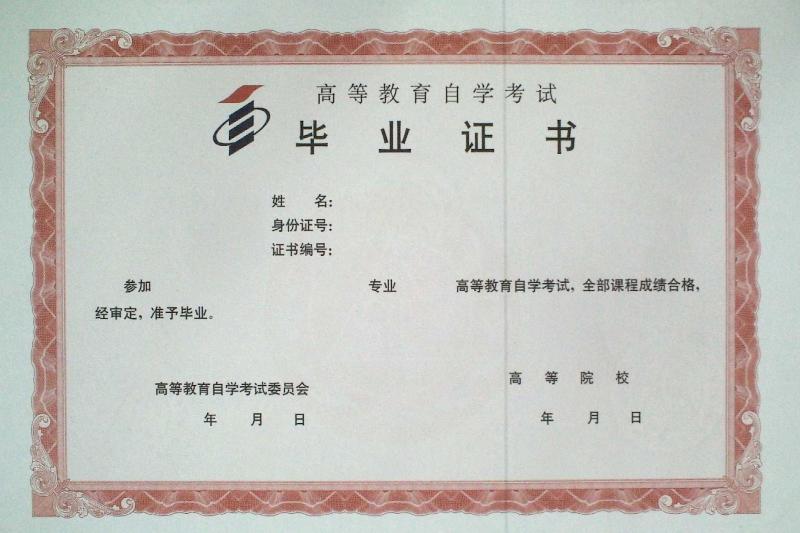 高等教育自学考试
毕业证书
姓 名：
身份证号：
证书编号：
参加 专业 高等教育自学考试，全部课程成绩合格，
经审定，准予毕业。
高等教育自学考试委员会 高等院校
年 月 日 年 月 日